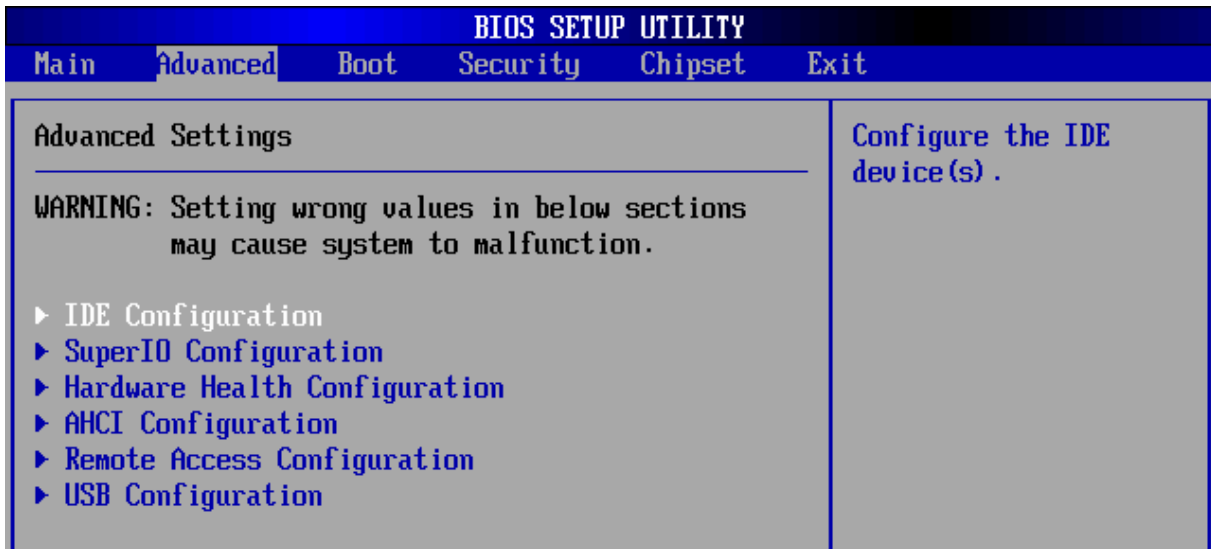 BIOS SETUP UTILITY
Main Advanced Boot Security Chipset Exit
Advanced Settings
WARNING: Setting wrong values in below sections
may cause system to malfunction.
▶ IDE Configuration
▶ SuperIO Configuration
▶ Hardware Health Configuration
▶ AHCI Configuration
▶ Remote Access Configuration
▶ USB Configuration
Configure the IDE
device(s).